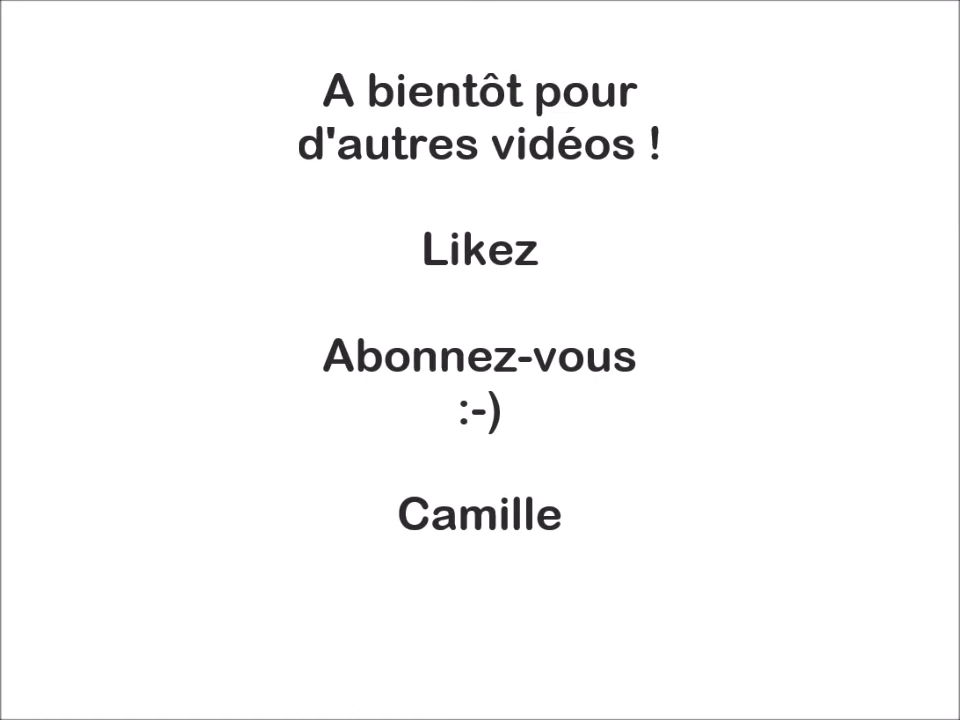 A bientôt pour
d'autres vidéos !
Likez
Abonnez-vous
:-)
Camille